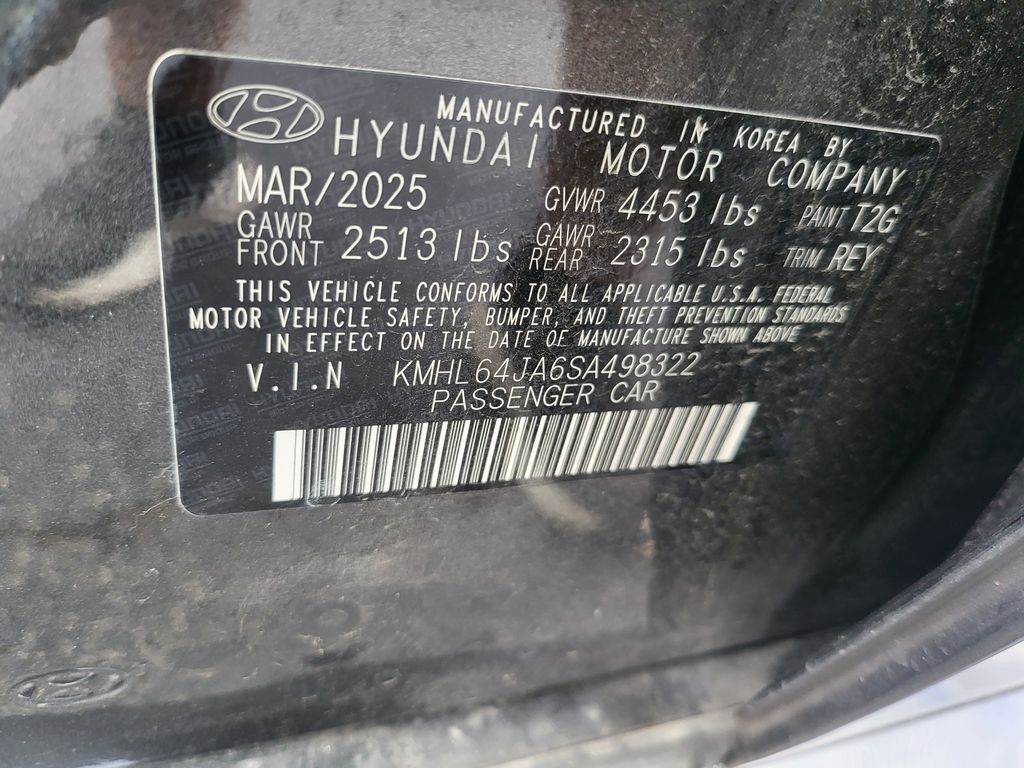 MANUFACTURED IN KOREA BY
HYUNDAI MOTOR COMPANY
MAR/2025 GVWR 4453 lbs PAINT T2G
GAWR FRONT 2513 lbs GAWR REAR 2315 lbs TRIM REY
THIS VEHICLE CONFORMS TO ALL APPLICABLE U.S.A. FEDERAL
MOTOR VEHICLE SAFETY, BUMPER, AND THEFT PREVENTION STANDARDS
IN EFFECT ON THE DATE OF MANUFACTURE SHOWN ABOVE
V.I.N KMHL64JA6SA498322
PASSENGER CAR